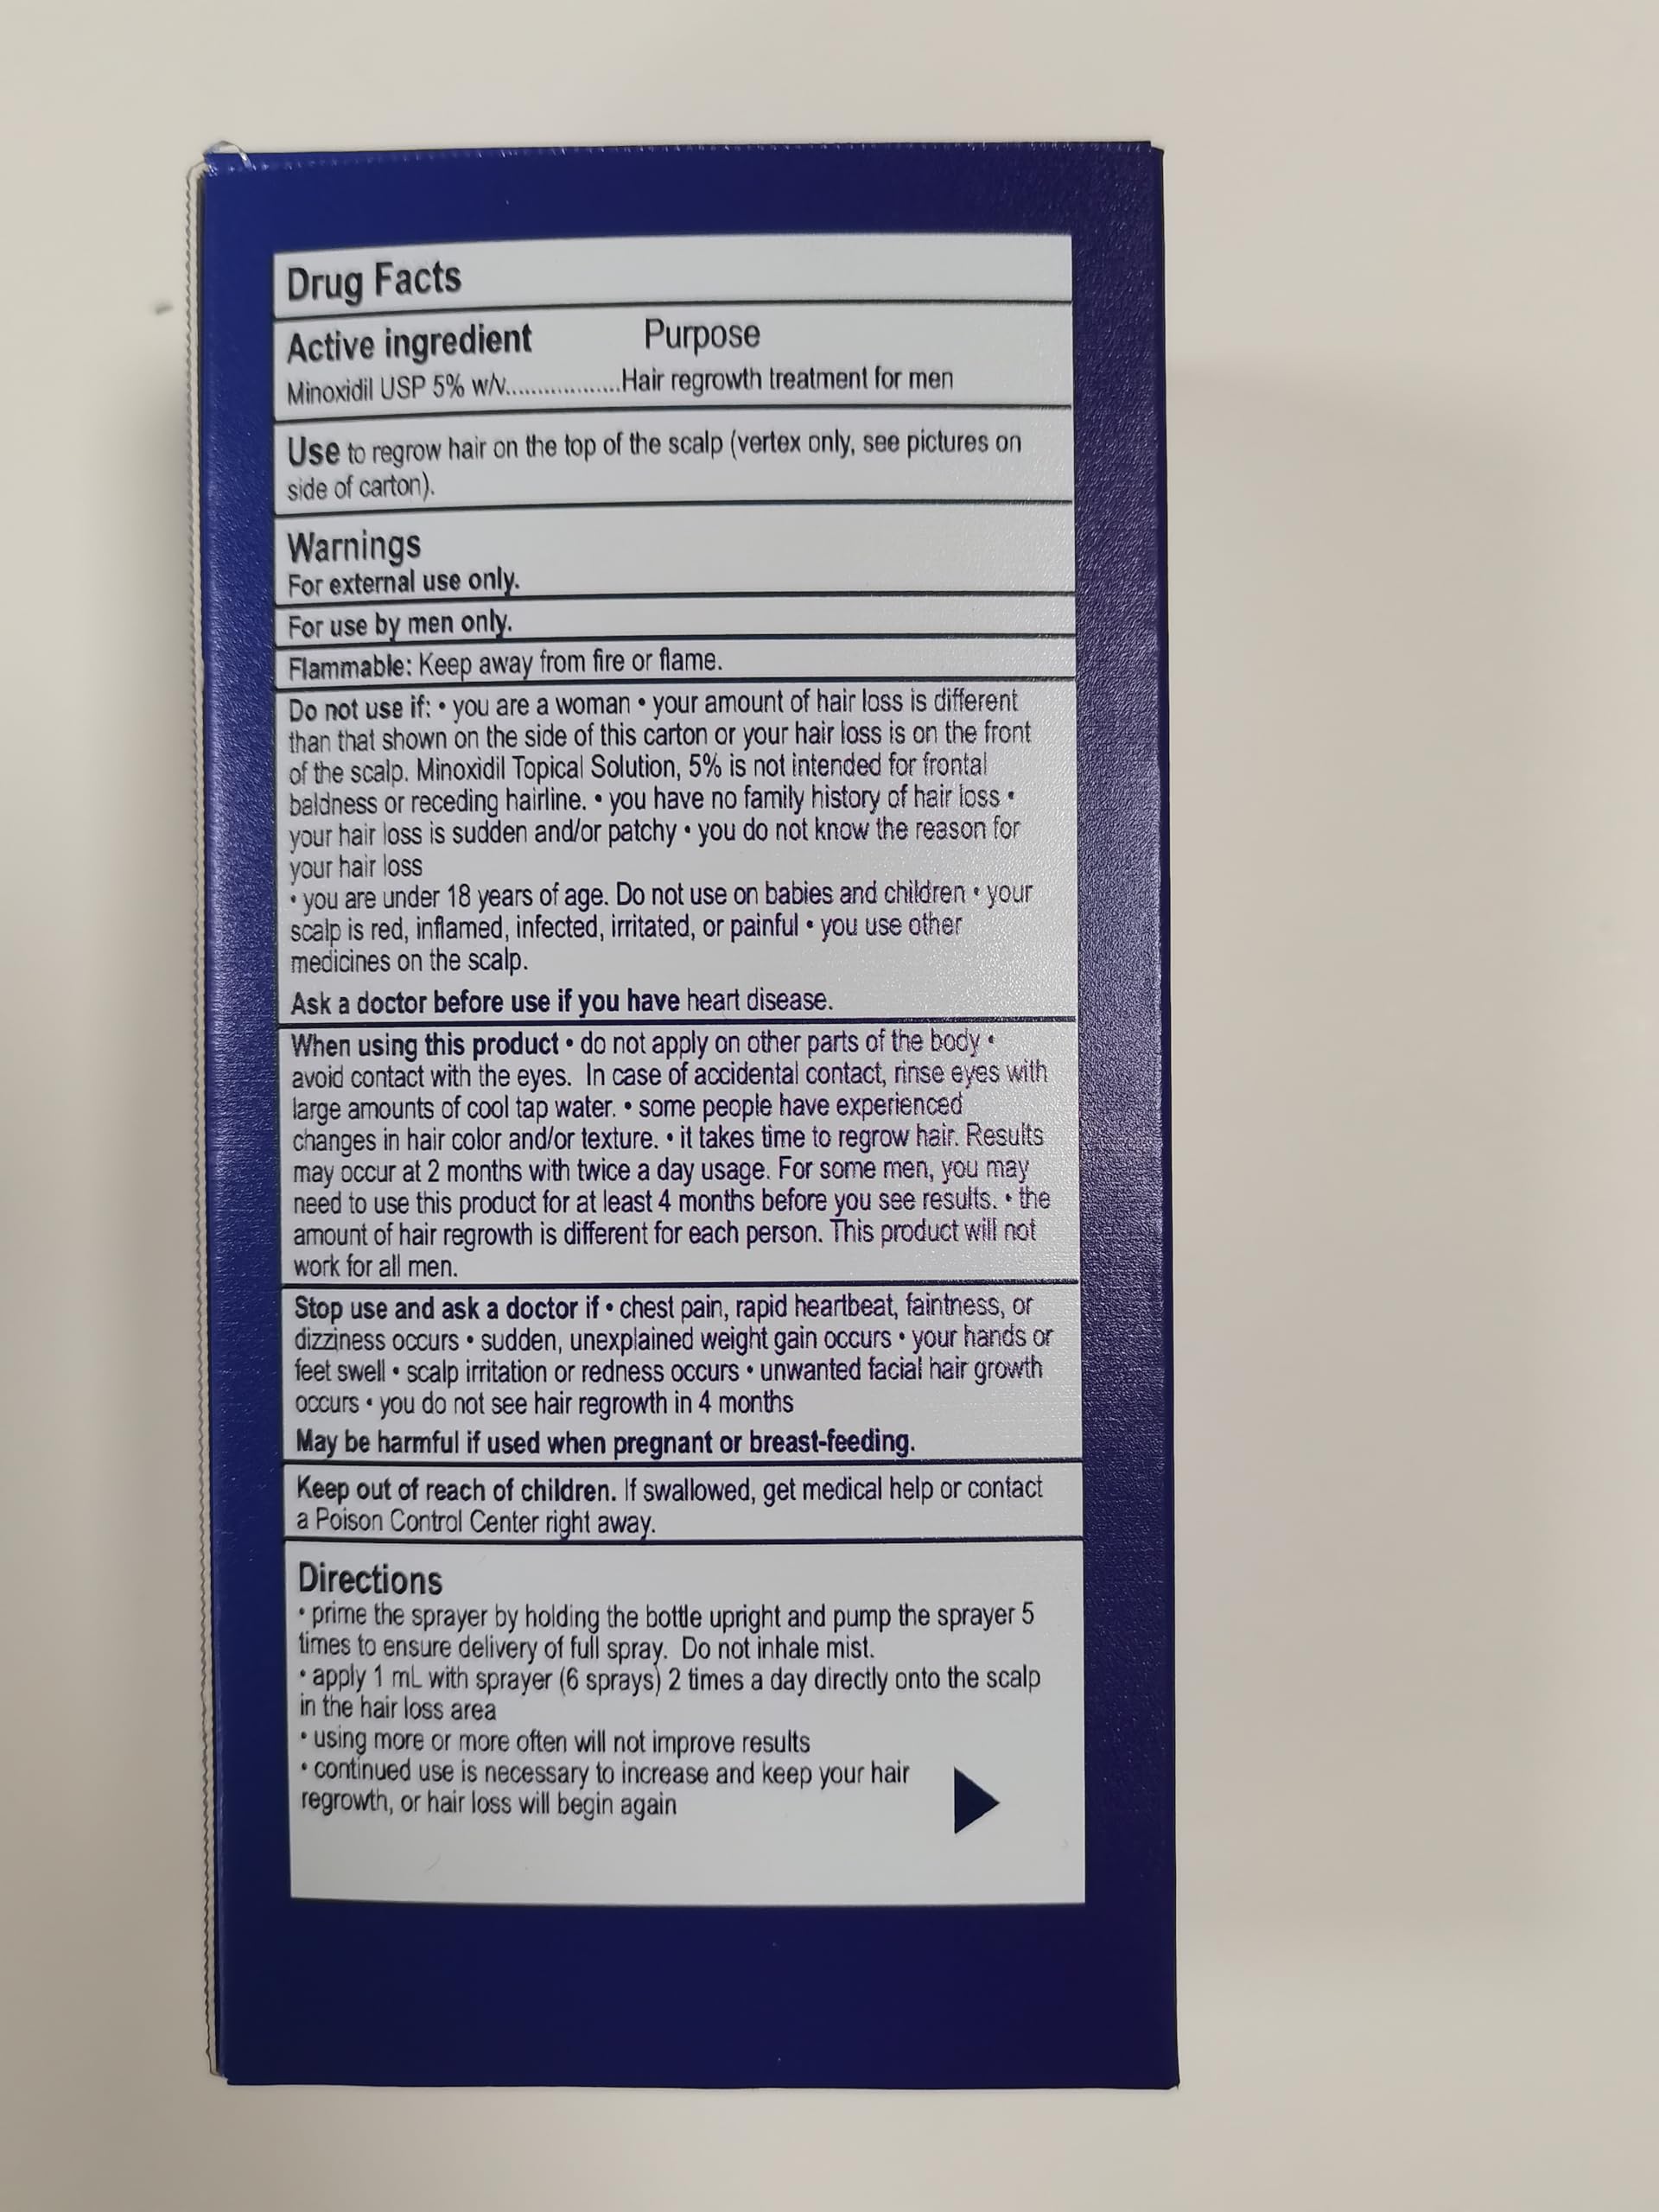 Drug Facts
Active ingredient Purpose
Minoxidil USP 5% w/v..................Hair regrowth treatment for men
Use to regrow hair on the top of the scalp (vertex only, see pictures on
side of carton).
Warnings
For external use only.
For use by men only.
Flammable: Keep away from fire or flame.
Do not use if: • you are a woman • your amount of hair loss is different
than that shown on the side of this carton or your hair loss is on the front
of the scalp. Minoxidil Topical Solution, 5% is not intended for frontal
baldness or receding hairline. • you have no family history of hair loss •
your hair loss is sudden and/or patchy • you do not know the reason for
your hair loss
• you are under 18 years of age. Do not use on babies and children • your
scalp is red, inflamed, infected, irritated, or painful • you use other
medicines on the scalp.
Ask a doctor before use if you have heart disease.
When using this product • do not apply on other parts of the body •
avoid contact with the eyes. In case of accidental contact, rinse eyes with
large amounts of cool tap water. • some people have experienced
changes in hair color and/or texture. • it takes time to regrow hair. Results
may occur at 2 months with twice a day usage. For some men, you may
need to use this product for at least 4 months before you see results. • the
amount of hair regrowth is different for each person. This product will not
work for all men.
Stop use and ask a doctor if • chest pain, rapid heartbeat, faintness, or
dizziness occurs • sudden, unexplained weight gain occurs • your hands or
feet swell • scalp irritation or redness occurs • unwanted facial hair growth
occurs • you do not see hair regrowth in 4 months
May be harmful if used when pregnant or breast-feeding.
Keep out of reach of children. If swallowed, get medical help or contact
a Poison Control Center right away.
Directions
• prime the sprayer by holding the bottle upright and pump the sprayer 5
times to ensure delivery of full spray. Do not inhale mist.
• apply 1 mL with sprayer (6 sprays) 2 times a day directly onto the scalp
in the hair loss area
• using more or more often will not improve results
• continued use is necessary to increase and keep your hair
regrowth, or hair loss will begin again